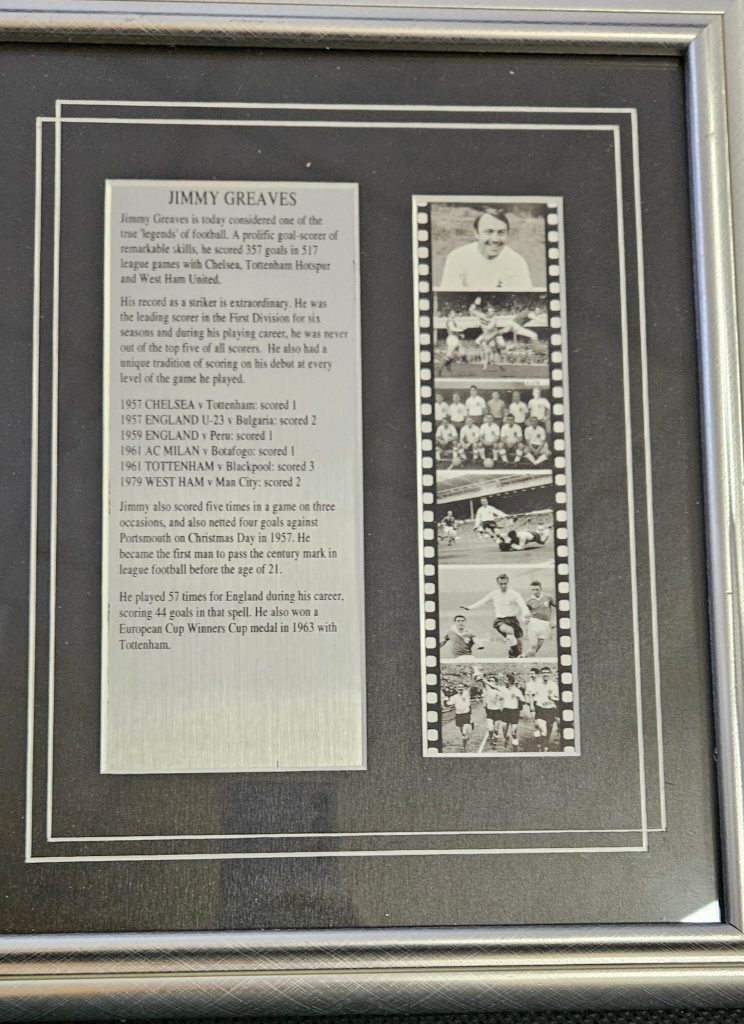 JIMMY GREAVES
Jimmy Greaves is today considered one of the
true 'legends' of football. A prolific goal-scorer of
remarkable skills, he scored 357 goals in 517
league games with Chelsea, Tottenham Hotspur
and West Ham United.
His record as a striker is extraordinary. He was
the leading scorer in the First Division for six
seasons and during his playing career, he was never
out of the top five of all scorers. He also had a
unique tradition of scoring on his debut at every
level of the game he played.
1957 CHELSEA v Tottenham: scored 1
1957 ENGLAND U-23 v Bulgaria: scored 2
1959 ENGLAND v Peru: scored 1
1961 AC MILAN v Botafogo: scored 1
1961 TOTTENHAM v Blackpool: scored 3
1979 WEST HAM v Man City: scored 2
Jimmy also scored five times in a game on three
occasions, and also netted four goals against
Portsmouth on Christmas Day in 1957. He
became the first man to pass the century mark in
league football before the age of 21.
He played 57 times for England during his career,
scoring 44 goals in that spell. He also won a
European Cup Winners Cup medal in 1963 with
Tottenham.